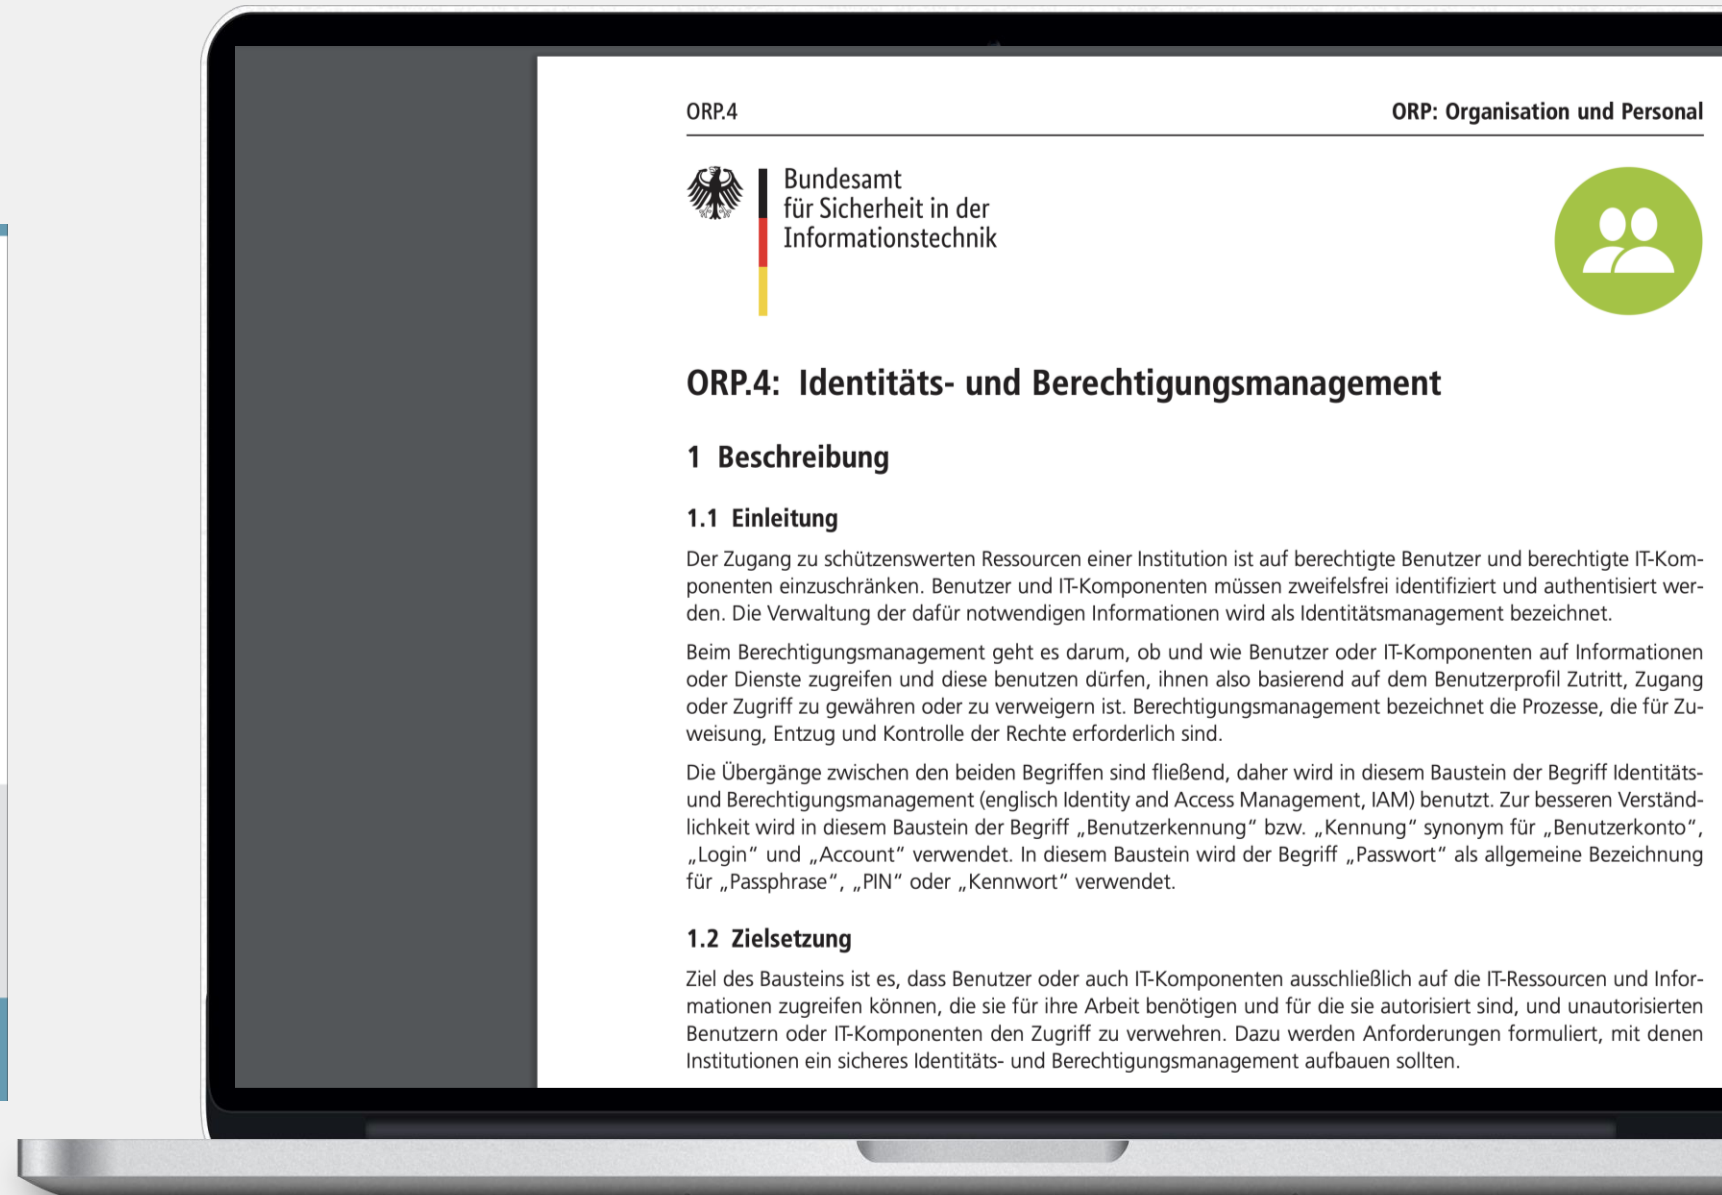 ORP.4
ORP: Organisation und Personal
Bundesamt
für Sicherheit in der
Informationstechnik
ORP.4: Identitäts- und Berechtigungsmanagement
1 Beschreibung
1.1 Einleitung
Der Zugang zu schützenswerten Ressourcen einer Institution ist auf berechtigte Benutzer und berechtigte IT-Kom-
ponenten einzuschränken. Benutzer und IT-Komponenten müssen zweifelsfrei identifiziert und authentisiert wer-
den. Die Verwaltung der dafür notwendigen Informationen wird als Identitätsmanagement bezeichnet.
Beim Berechtigungsmanagement geht es darum, ob und wie Benutzer oder IT-Komponenten auf Informationen
oder Dienste zugreifen und diese benutzen dürfen, ihnen also basierend auf dem Benutzerprofil Zutritt, Zugang
oder Zugriff zu gewähren oder zu verweigern ist. Berechtigungsmanagement bezeichnet die Prozesse, die für Zu-
weisung, Entzug und Kontrolle der Rechte erforderlich sind.
Die Übergänge zwischen den beiden Begriffen sind fließend, daher wird in diesem Baustein der Begriff Identitäts-
und Berechtigungsmanagement (englisch Identity and Access Management, IAM) benutzt. Zur besseren Verständ-
lichkeit wird in diesem Baustein der Begriff „Benutzerkennung“ bzw. „Kennung“ synonym für „Benutzerkonto“,
„Login“ und „Account“ verwendet. In diesem Baustein wird der Begriff „Passwort“ als allgemeine Bezeichnung
für „Passphrase“, „PIN“ oder „Kennwort“ verwendet.
1.2 Zielsetzung
Ziel des Bausteins ist es, dass Benutzer oder auch IT-Komponenten ausschließlich auf die IT-Ressourcen und Infor-
mationen zugreifen können, die sie für ihre Arbeit benötigen und für die sie autorisiert sind, und unautorisierten
Benutzern oder IT-Komponenten den Zugriff zu verwehren. Dazu werden Anforderungen formuliert, mit denen
Institutionen ein sicheres Identitäts- und Berechtigungsmanagement aufbauen sollten.